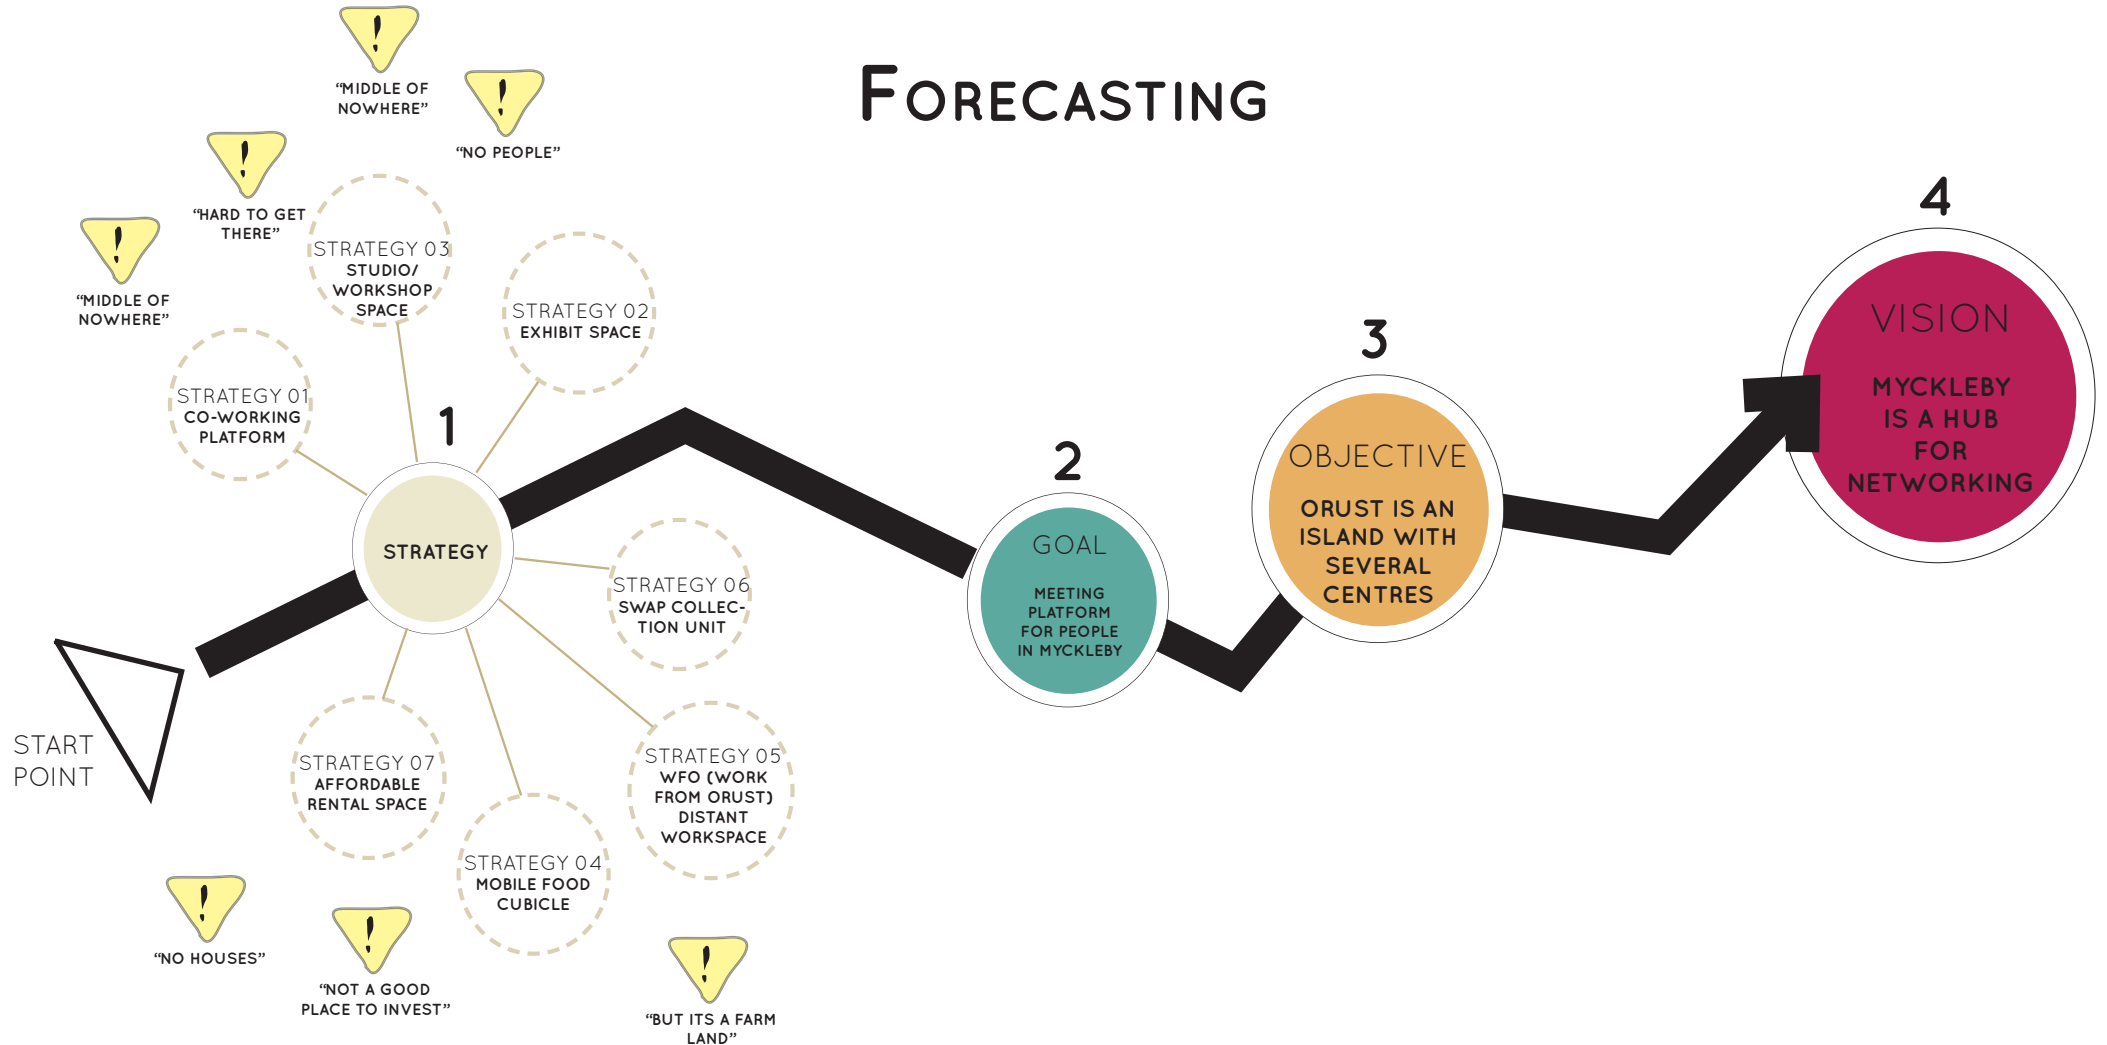 FORECASTING
!
“MIDDLE OF
NOWHERE”
!
“NO PEOPLE”
!
“HARD TO GET
THERE”
!
“MIDDLE OF
NOWHERE”
STRATEGY 03
STUDIO/
WORKSHOP
SPACE
STRATEGY 02
EXHIBIT SPACE
STRATEGY 01
CO-WORKING
PLATFORM
1
STRATEGY
STRATEGY 06
SWAP COLLEC-
TION UNIT
START
POINT
STRATEGY 07
AFFORDABLE
RENTAL SPACE
STRATEGY 05
WFO (WORK
FROM ORUST)
DISTANT
WORKSPACE
STRATEGY 04
MOBILE FOOD
CUBICLE
!
“NO HOUSES”
!
“NOT A GOOD
PLACE TO INVEST”
!
“BUT ITS A FARM
LAND”
2
GOAL
MEETING
PLATFORM
FOR PEOPLE
IN MYCKLEBY
3
OBJECTIVE
ORUST IS AN
ISLAND WITH
SEVERAL
CENTRES
4
VISION
MYCKLEBY
IS A HUB
FOR
NETWORKING